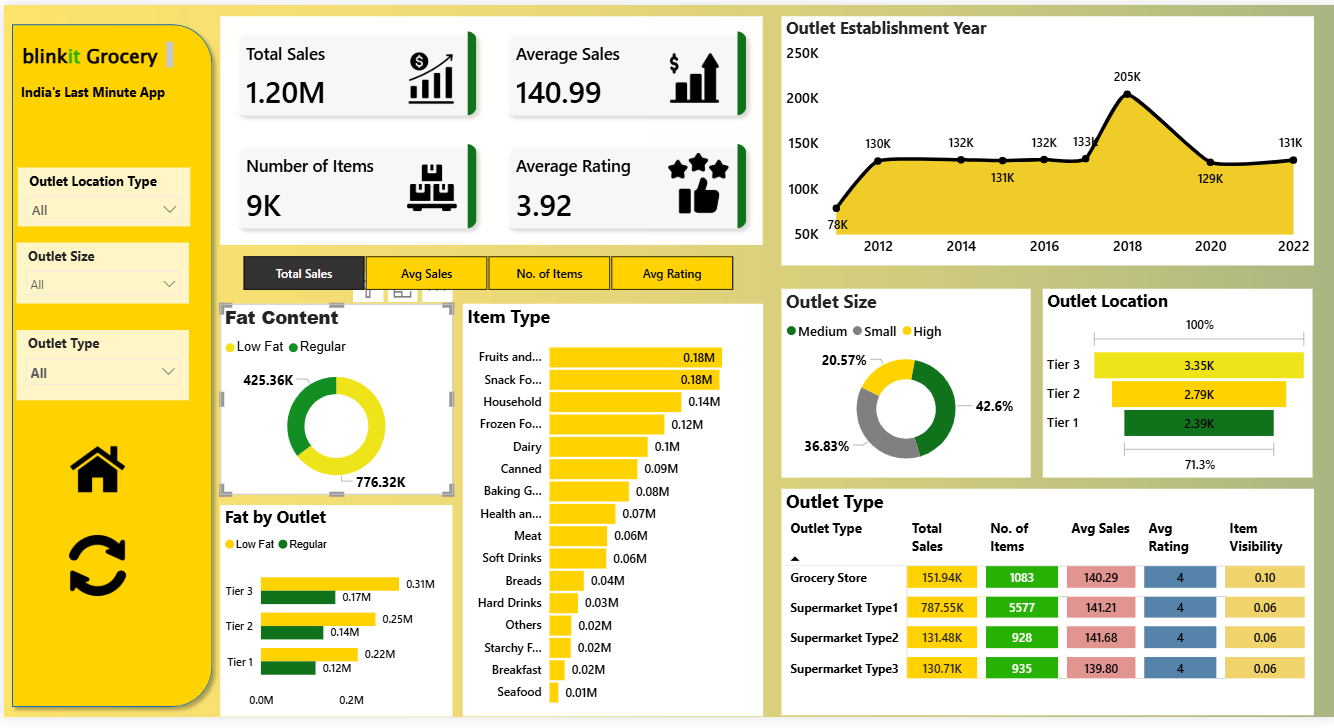 blinkit Grocery
India's Last Minute App
Outlet Location Type
All
Outlet Size
All
Outlet Type
All
Total Sales
1.20M
Average Sales
140.99
Number of Items
9K
Average Rating
3.92
Total Sales
Avg Sales
No. of Items
Avg Rating
Fat Content
Low Fat
Regular
425.36K
776.32K
Fat by Outlet
Low Fat
Regular
Tier 3
0.31M
0.17M
Tier 2
0.25M
0.14M
Tier 1
0.22M
0.12M
0.0M
0.2M
Item Type
Fruits and...
0.18M
Snack Fo...
0.18M
Household
0.14M
Frozen Fo...
0.12M
Dairy
0.1M
Canned
0.09M
Baking G...
0.08M
Health an...
0.07M
Meat
0.06M
Soft Drinks
0.06M
Breads
0.04M
Hard Drinks
0.03M
Others
0.02M
Starchy F...
0.02M
Breakfast
0.02M
Seafood
0.01M
Outlet Establishment Year
250K
200K
150K
100K
50K
78K
130K
132K
131K
132K
133K
205K
129K
131K
2012
2014
2016
2018
2020
2022
Outlet Size
Medium
Small
High
20.57%
42.6%
36.83%
Outlet Location
100%
Tier 3
3.35K
Tier 2
2.79K
Tier 1
2.39K
71.3%
Outlet Type
Outlet Type Total Sales No. of Items Avg Sales Avg Rating Item Visibility
Grocery Store 151.94K 1083 140.29 4 0.10
Supermarket Type1 787.55K 5577 141.21 4 0.06
Supermarket Type2 131.48K 928 141.68 4 0.06
Supermarket Type3 130.71K 935 139.80 4 0.06